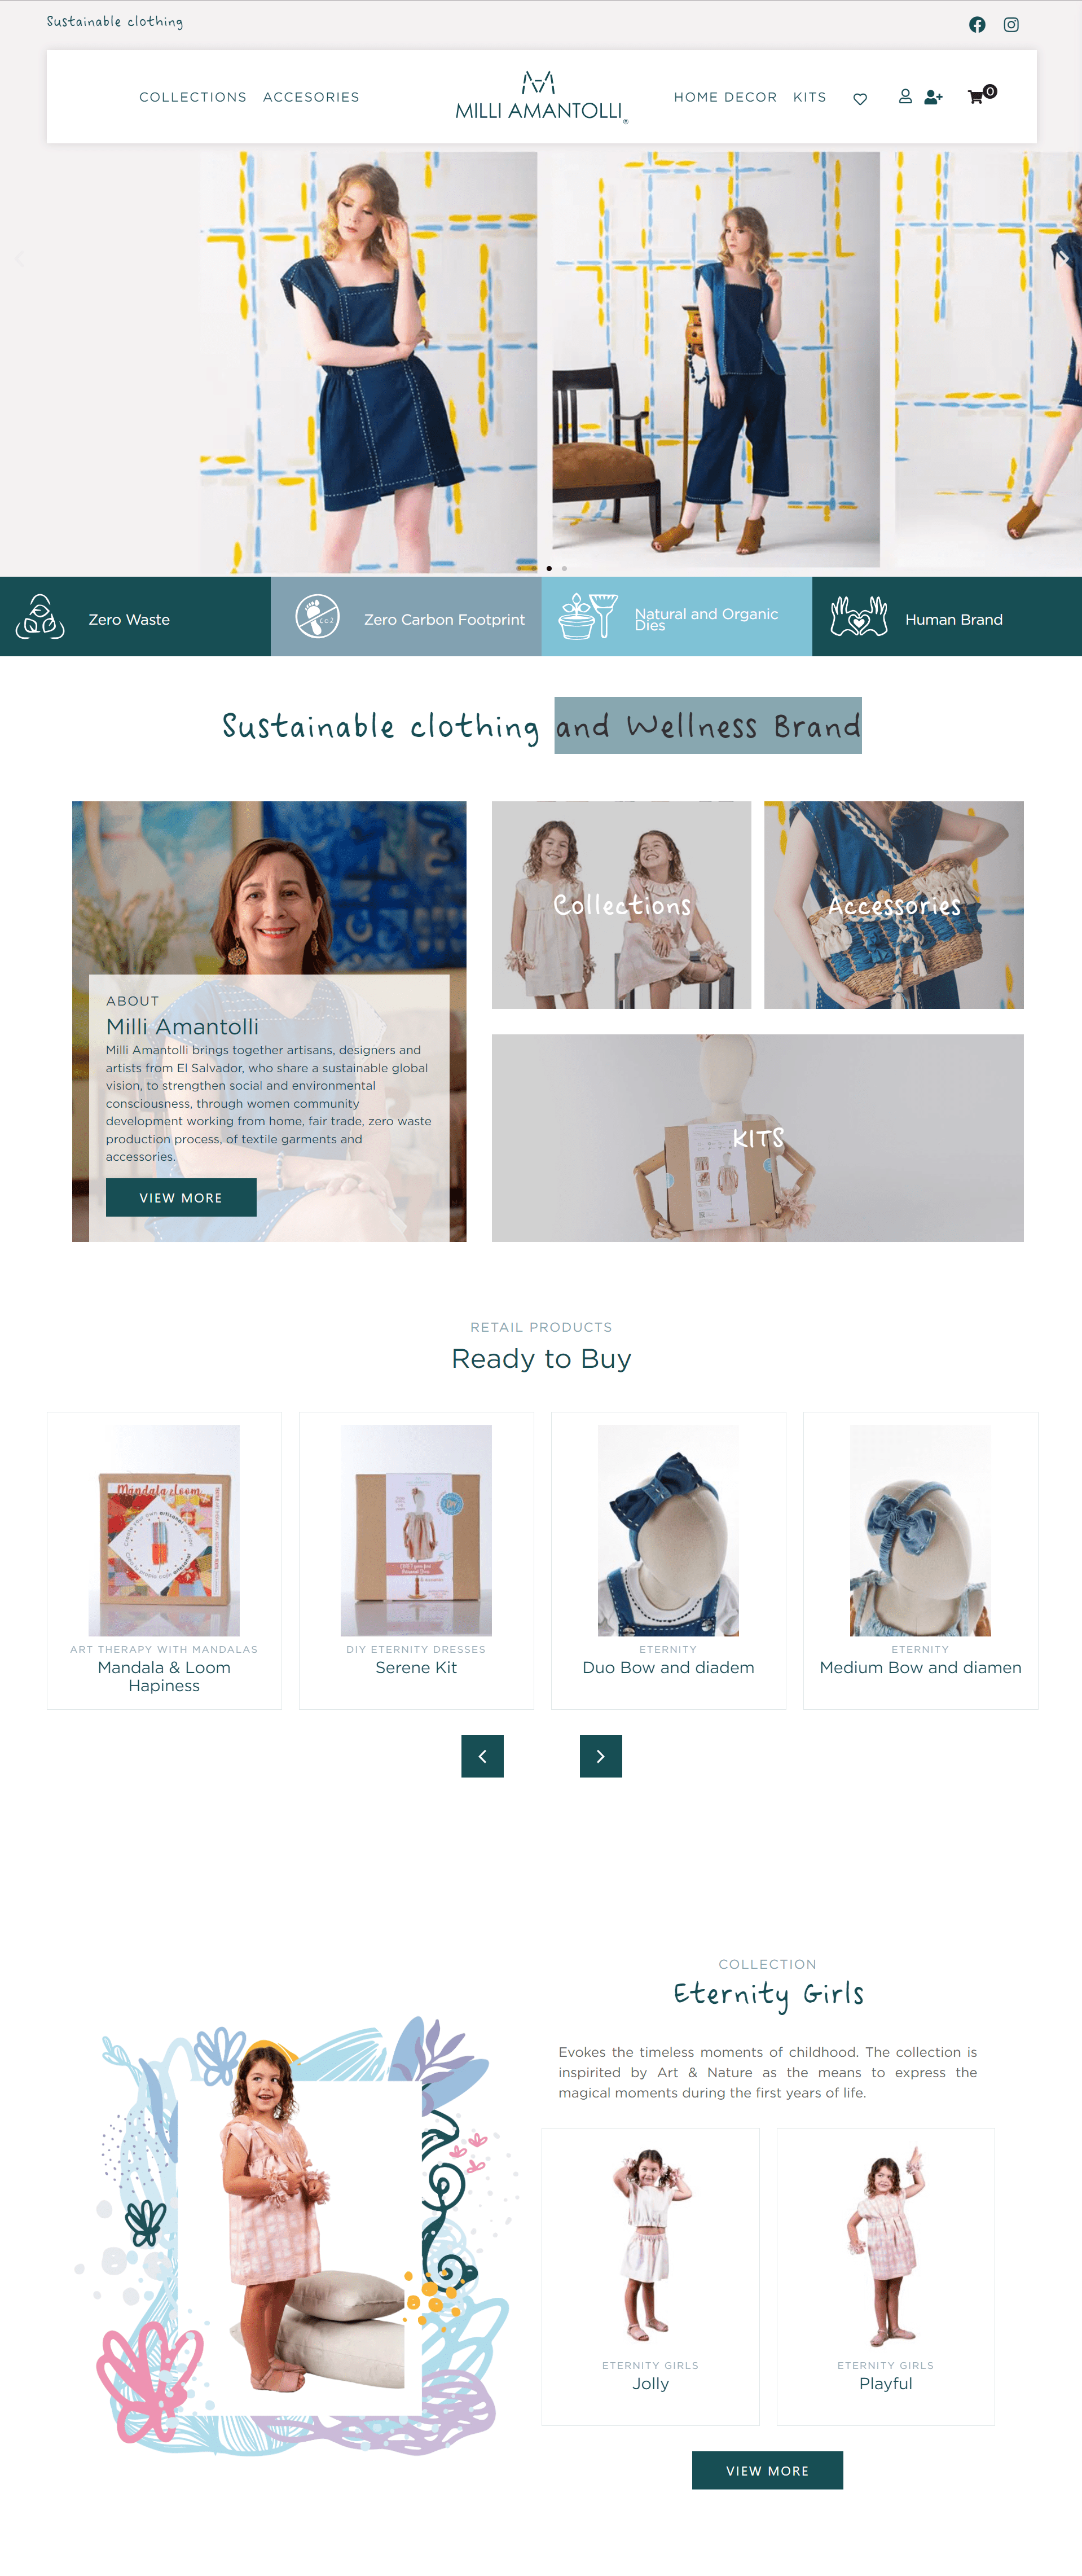 Sustainable clothing
COLLECTIONS ACCESORIES
MILLI AMANTOLLI®
HOME DECOR KITS
0
Zero Waste
Zero Carbon Footprint
Natural and Organic
Dies
Human Brand
Sustainable clothing and Wellness Brand
ABOUT
Milli Amantolli
Milli Amantolli brings together artisans, designers and
artists from El Salvador, who share a sustainable global
vision, to strengthen social and environmental
consciousness, through women community
development working from home, fair trade, zero waste
production process, of textile garments and
accessories.
VIEW MORE
Collections
Accessories
KITS
RETAIL PRODUCTS
Ready to Buy
Mandala & Loom
ART THERAPY WITH MANDALAS
Mandala & Loom
Hapiness
DIY
DIY ETERNITY DRESSES
Serene Kit
ETERNITY
Duo Bow and diadem
ETERNITY
Medium Bow and diamen
COLLECTION
Eternity Girls
Evokes the timeless moments of childhood. The collection is
inspirited by Art & Nature as the means to express the
magical moments during the first years of life.
ETERNITY GIRLS
Jolly
ETERNITY GIRLS
Playful
VIEW MORE